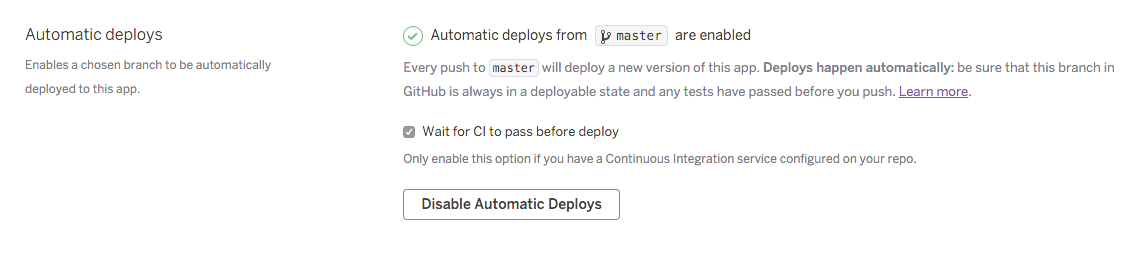 Automatic deploys
Enables a chosen branch to be automatically
deployed to this app.
Automatic deploys from master are enabled
Every push to master will deploy a new version of this app. Deploys happen automatically: be sure that this branch in
GitHub is always in a deployable state and any tests have passed before you push. Learn more.
Wait for CI to pass before deploy
Only enable this option if you have a Continuous Integration service configured on your repo.
Disable Automatic Deploys